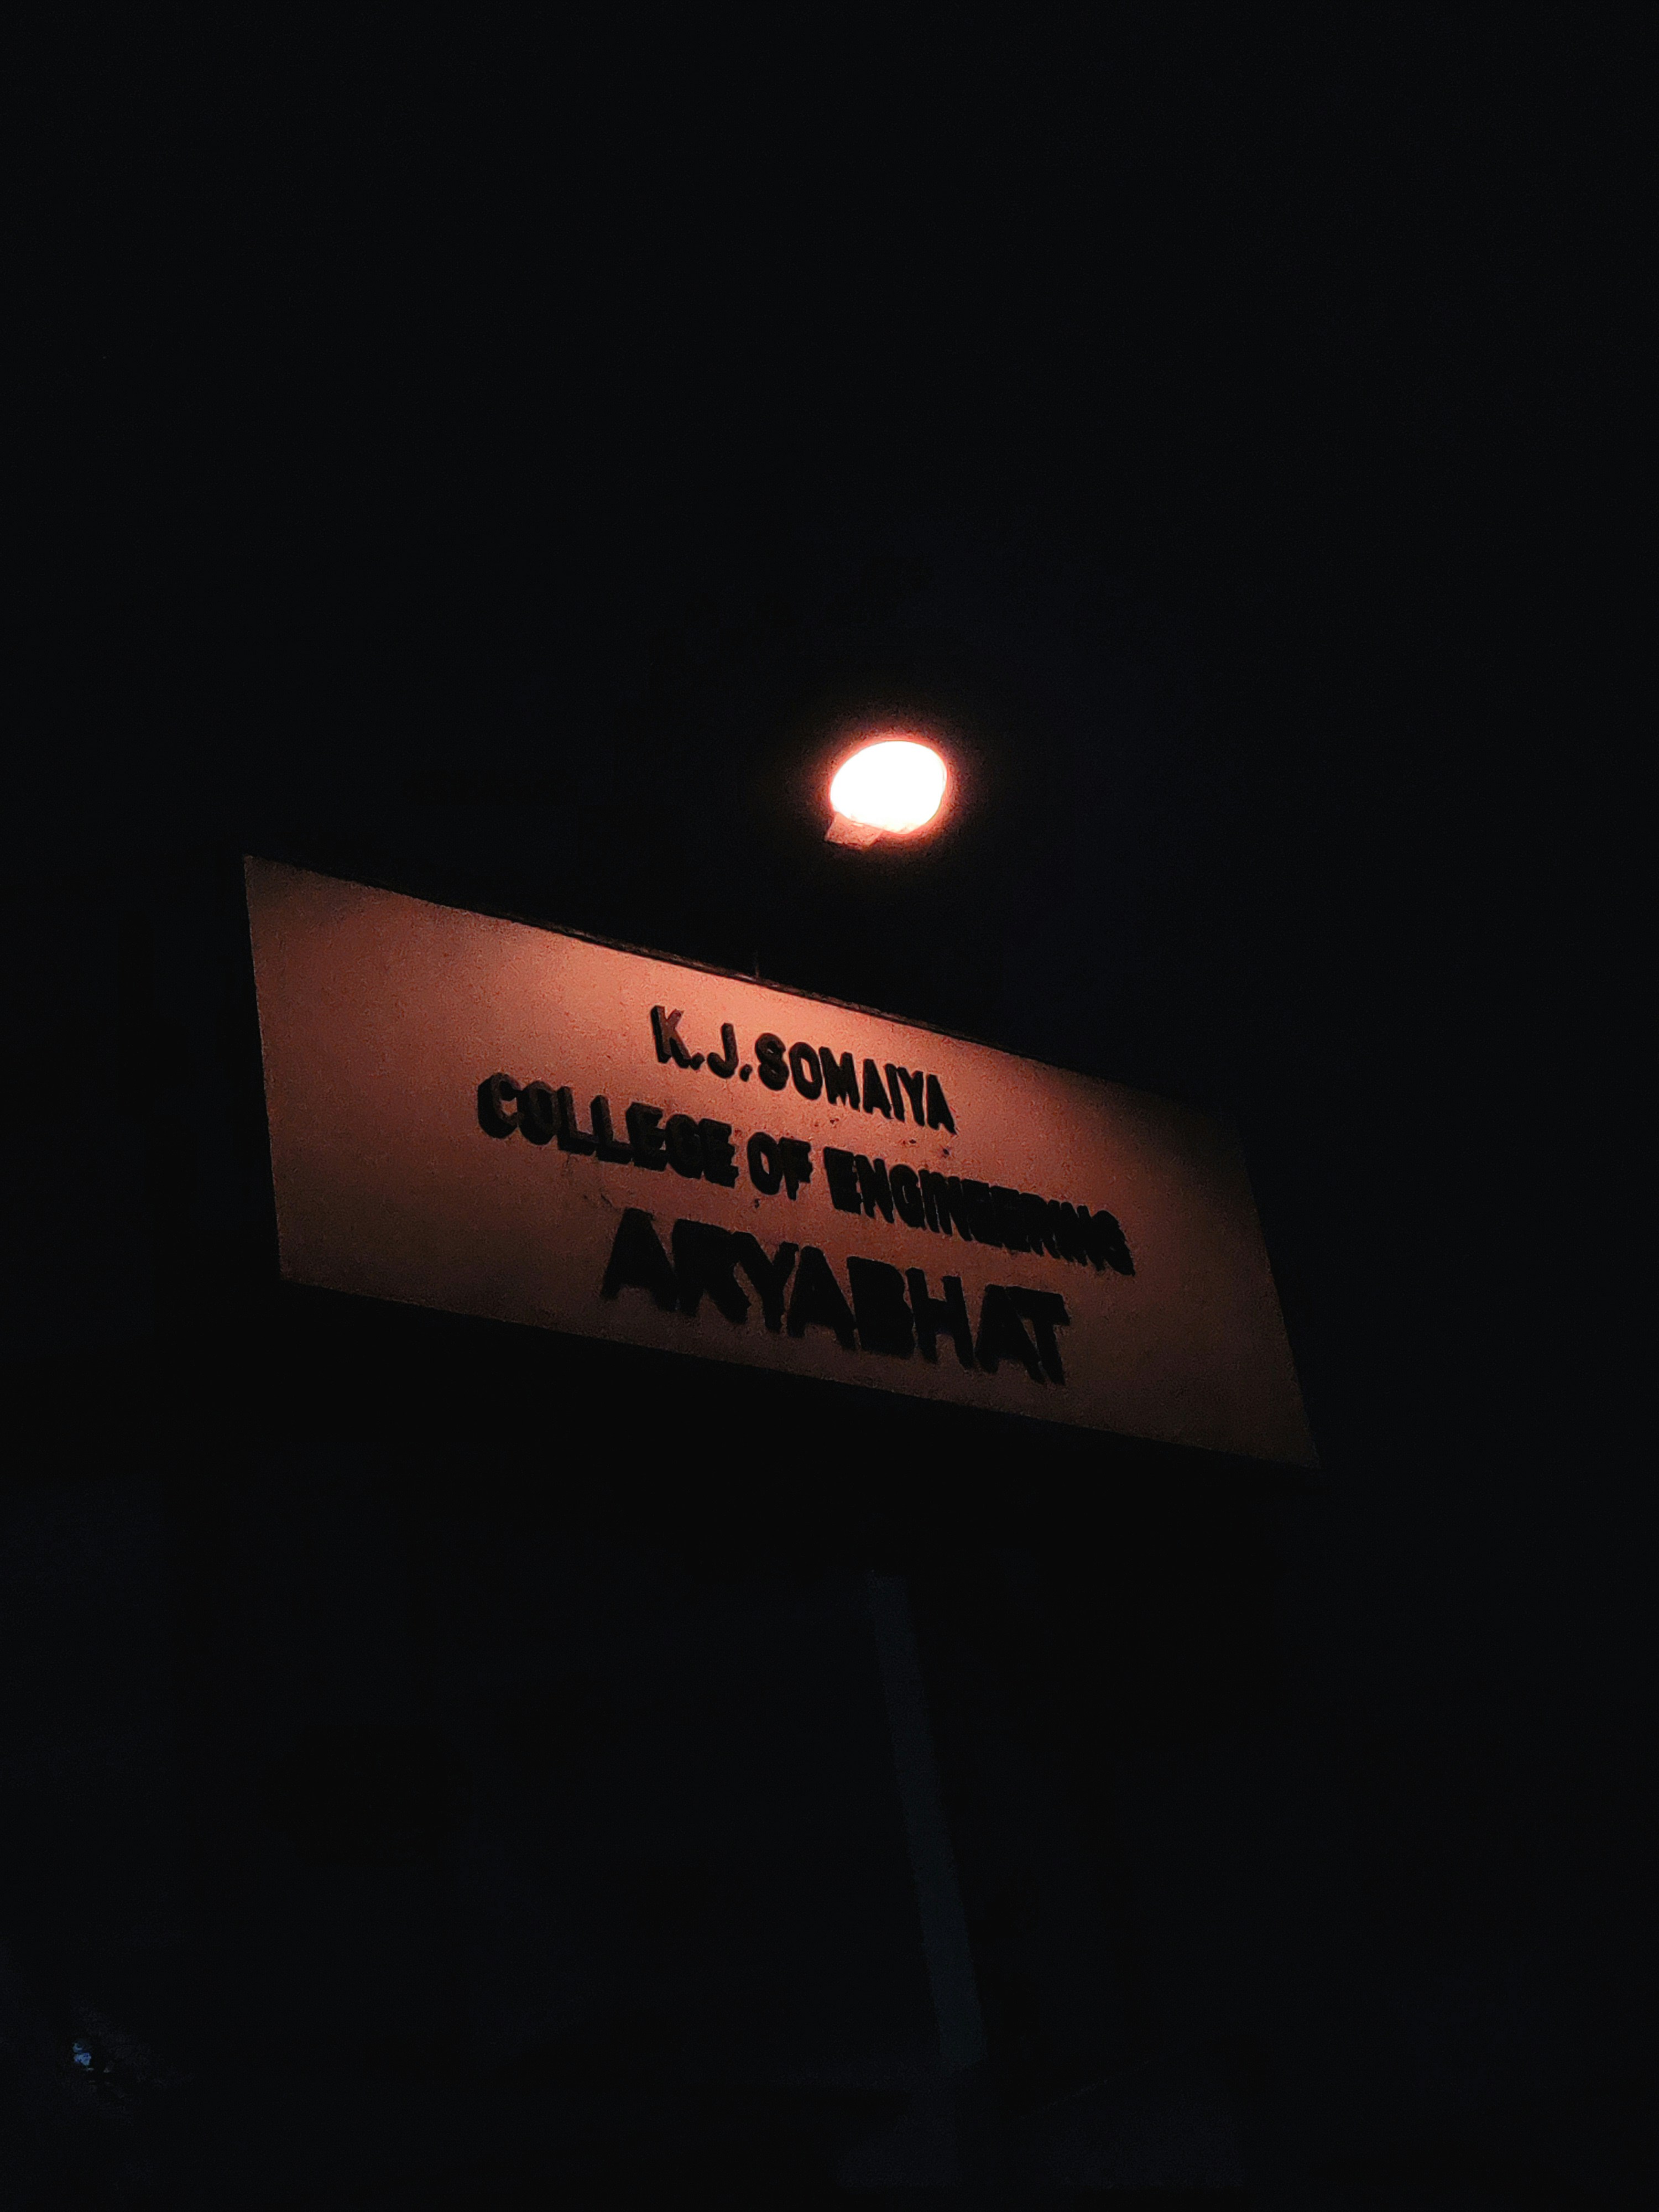 K.J.SOMAIYA
COLLEGE OF ENGINEERING
ARYABHAT